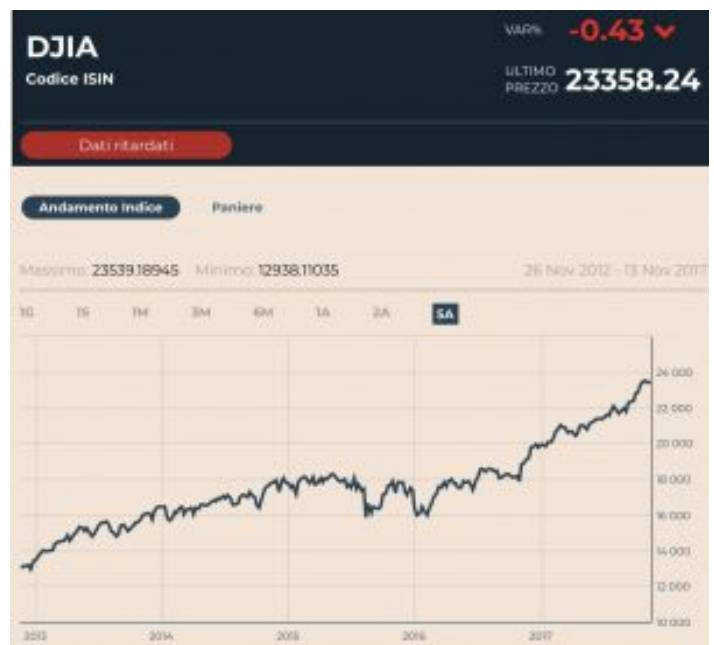 DJIA
Codice ISIN
VAR% -0.43
ULTIMO PREZZO 23358.24
Dati ritardati
Andamento Indice Paniere
Massimo: 23539.18945 Minimo: 12938.11035 26 Nov 2012 - 13 Nov 2017
1G 1S 1M 3M 6M 1A 2A 5A
24 000
22 000
20 000
18 000
16 000
14 000
12 000
10 000
2013 2014 2015 2016 2017